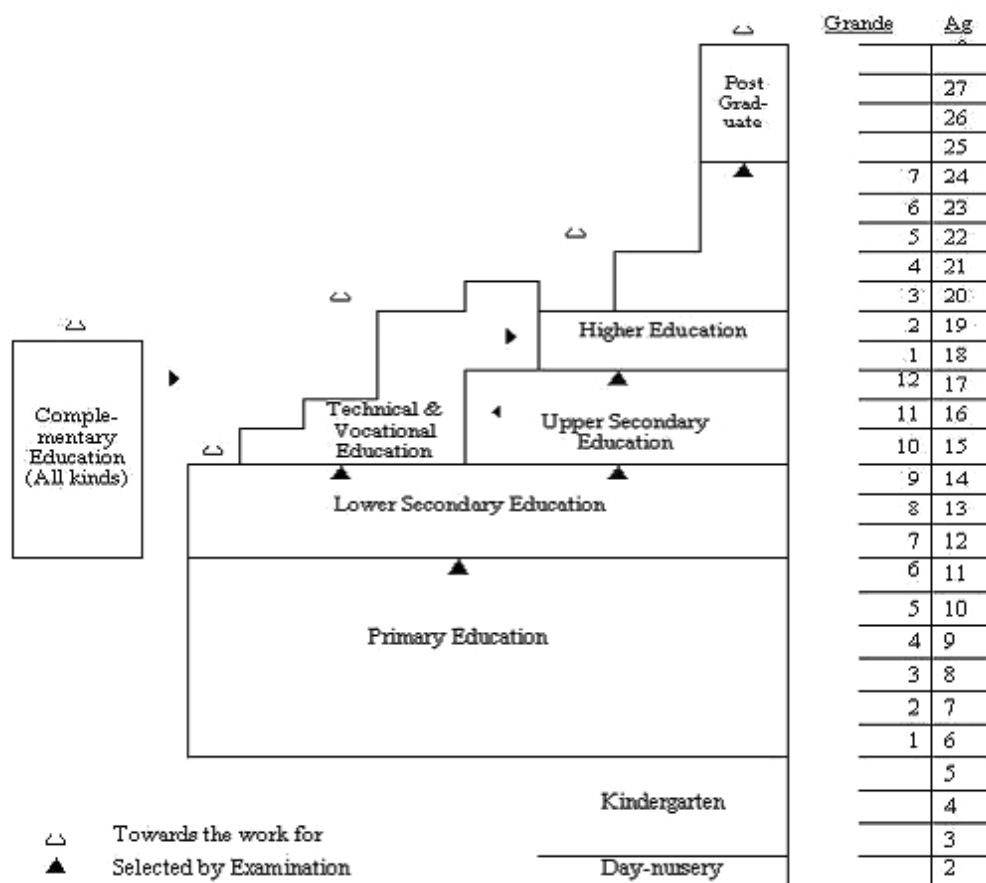 Grande Ag
Post
Grad-
uate
27
26
25
7 24
6 23
5 22
4 21
3 20
Higher Education
2 19
1 18
12 17
Comple-
mentary
Education
(All kinds)
Technical &
Vocational
Education
Upper Secondary
Education
11 16
10 15
9 14
Lower Secondary Education
8 13
7 12
6 11
5 10
Primary Education
4 9
3 8
2 7
1 6
5
Kindergarten
4
Towards the work for
3
Selected by Examination
Day-nursery
2